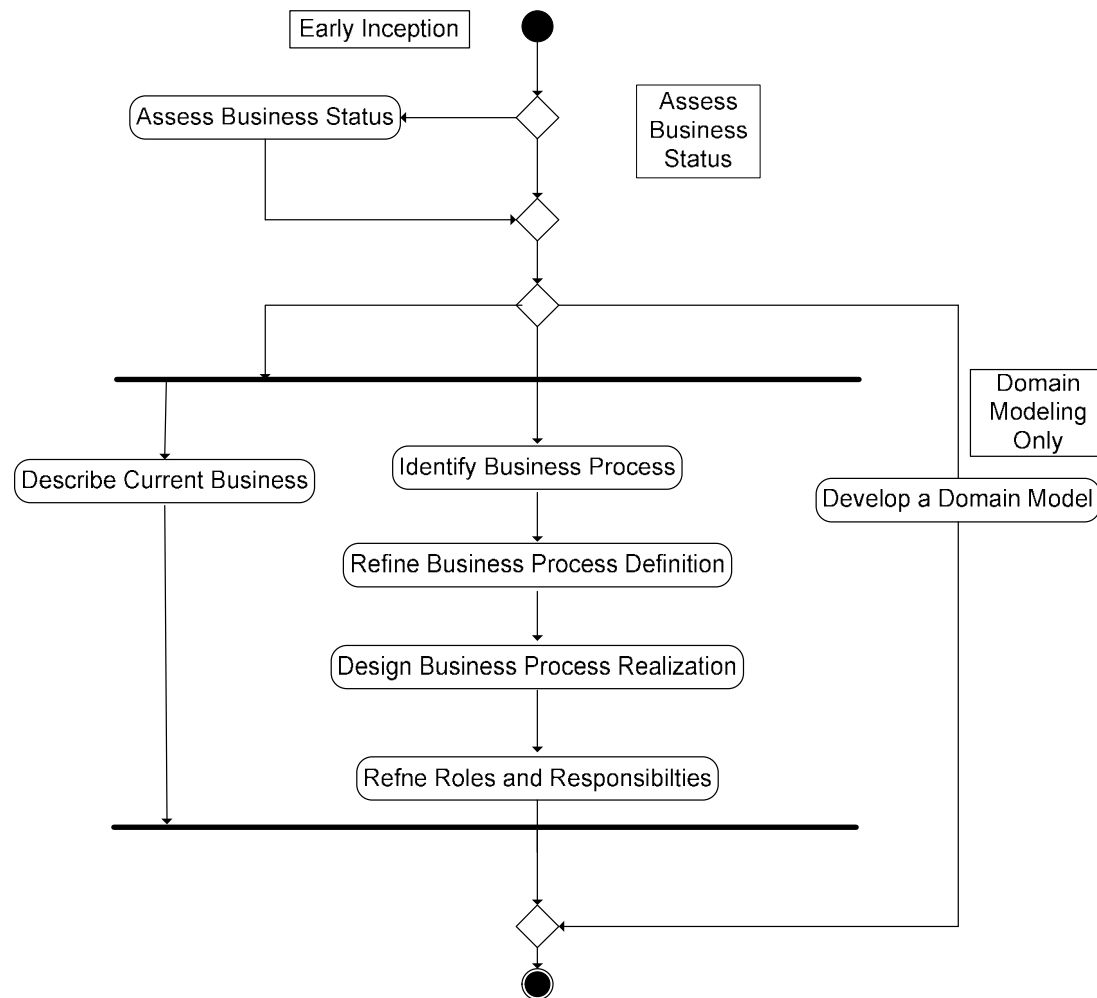 Early Inception
Assess Business Status
Assess
Business
Status
Domain
Modeling
Only
Describe Current Business
Identify Business Process
Develop a Domain Model
Refine Business Process Definition
Design Business Process Realization
Refne Roles and Responsibilties